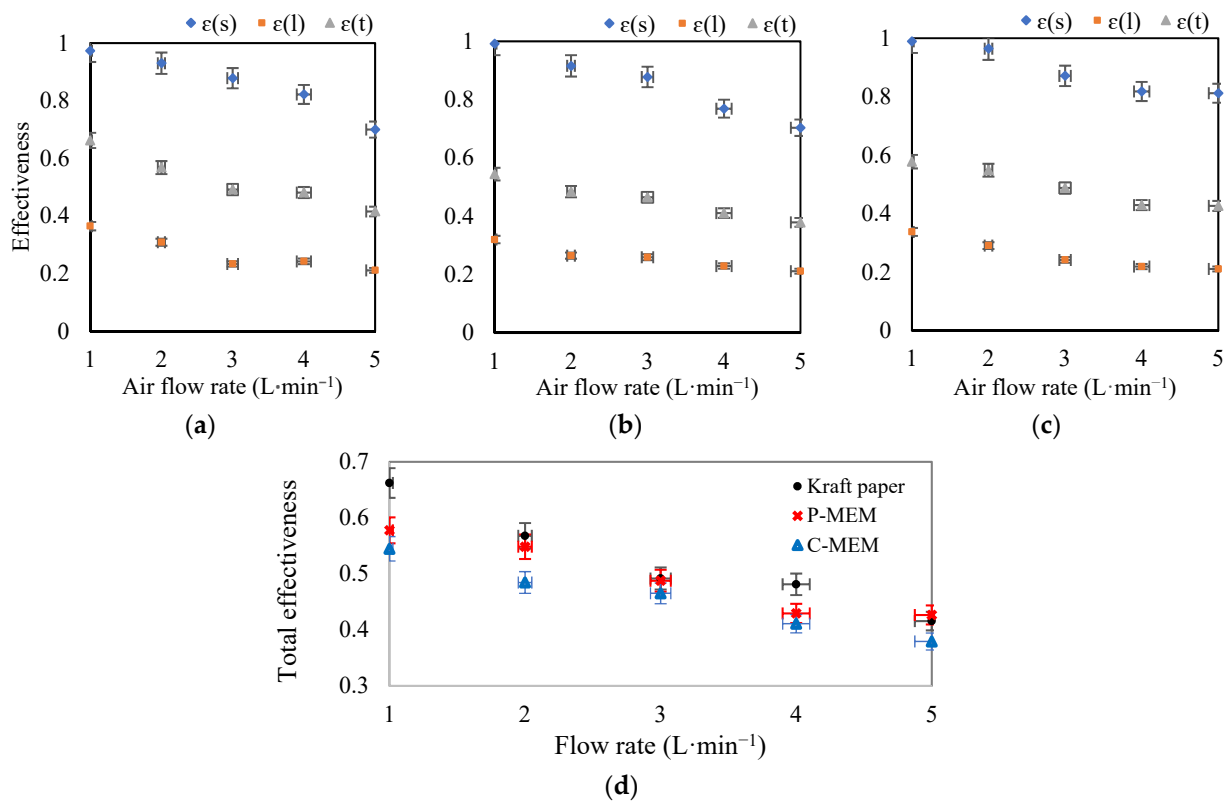 ε(s) ε(l) ε(t)
1
0.8
0.6
0.4
0.2
0
Effectiveness
1 2 3 4 5
Air flow rate (L·min⁻¹)
(a)
ε(s) ε(l) ε(t)
1
0.8
0.6
0.4
0.2
0
1 2 3 4 5
Air flow rate (L·min⁻¹)
(b)
ε(s) ε(l) ε(t)
1
0.8
0.6
0.4
0.2
0
1 2 3 4 5
Air flow rate (L·min⁻¹)
(c)
0.7
0.6
0.5
0.4
0.3
Total effectiveness
Kraft paper
P-MEM
C-MEM
1 2 3 4 5
Flow rate (L·min⁻¹)
(d)